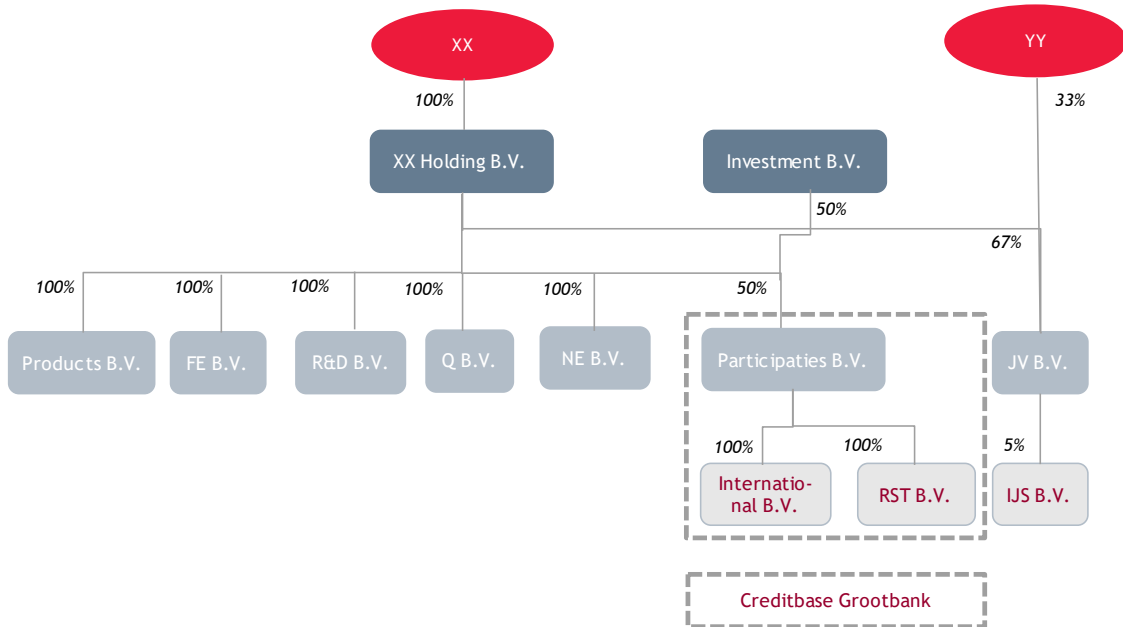 XX
YY
100%
33%
XX Holding B.V.
Investment B.V.
50%
67%
100%
100%
100%
100%
100%
50%
Products B.V.
FE B.V.
R&D B.V.
Q B.V.
NE B.V.
Participaties B.V.
JV B.V.
100%
100%
5%
Internatio-
nal B.V.
RST B.V.
IJS B.V.
Creditbase Grootbank